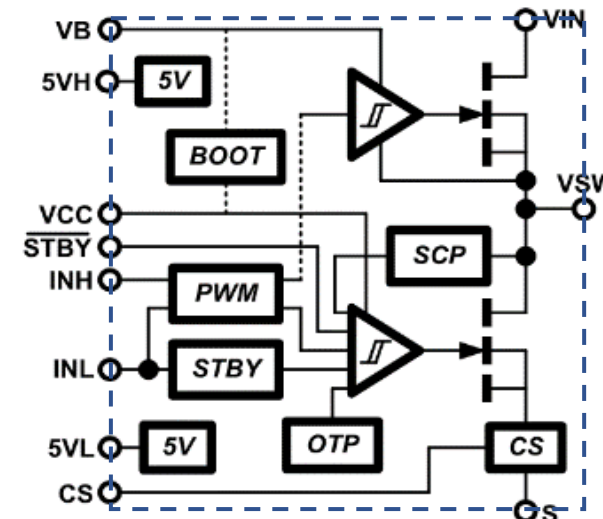 VB
VIN
5VH
5V
BOOT
VCC
VSW
STBY
SCP
INH
PWM
INL
STBY
5VL
5V
OTP
CS
CS
S